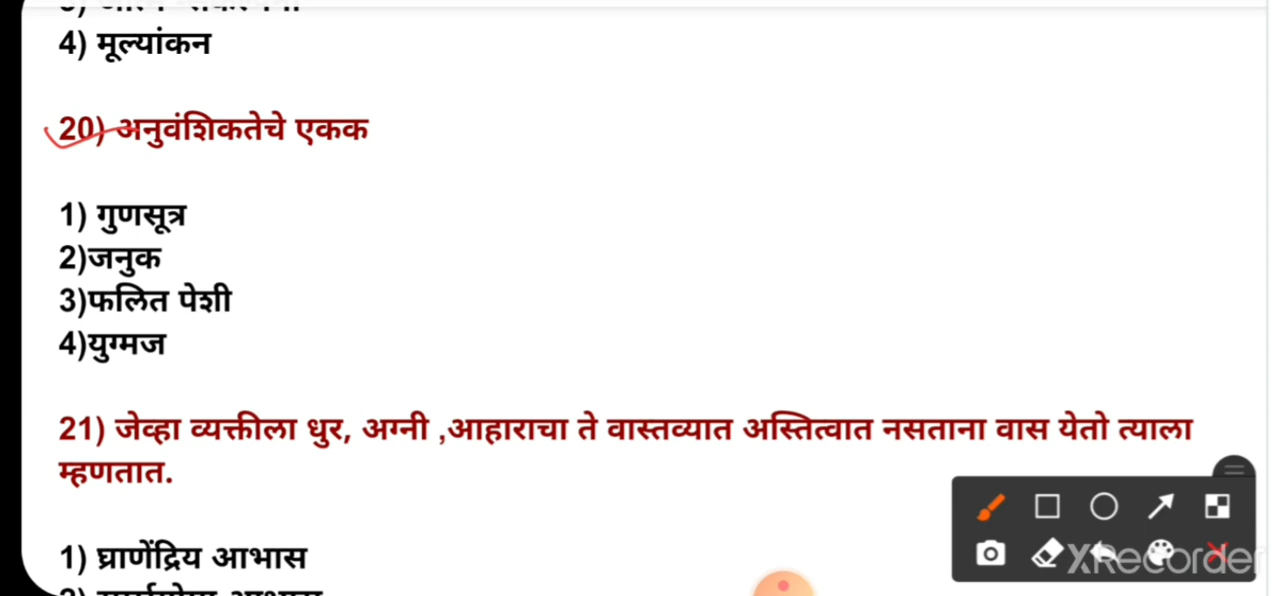 4) मूल्यांकन
20) अनुवंशिकतेचे एकक
1) गुणसूत्र
2)जनुक
3)फलित पेशी
4)युग्मज
21) जेव्हा व्यक्तीला धुर, अग्नी ,आहाराचा ते वास्तव्यात अस्तित्वात नसताना वास येतो त्याला
म्हणतात.
1) घ्राणेंद्रिय आभास
XRecorder